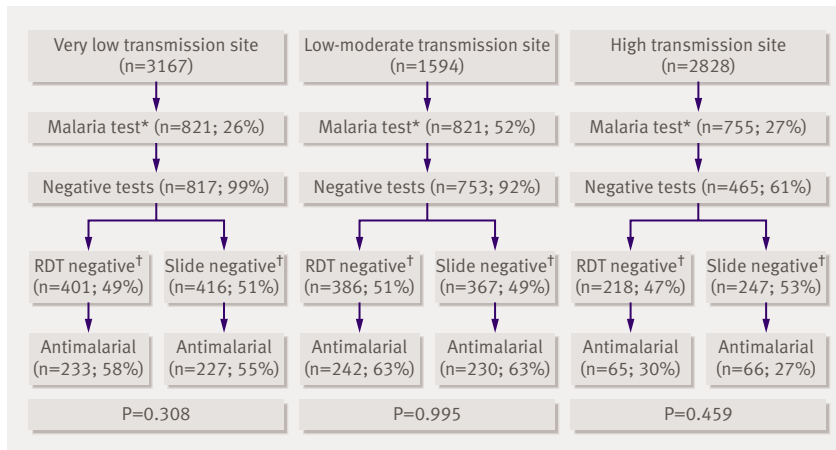 Very low transmission site
(n=3167)
Malaria test* (n=821; 26%)
Negative tests (n=817; 99%)
RDT negative†
(n=401; 49%)
Slide negative†
(n=416; 51%)
Antimalarial
(n=233; 58%)
Antimalarial
(n=227; 55%)
P=0.308
Low-moderate transmission site
(n=1594)
Malaria test* (n=821; 52%)
Negative tests (n=753; 92%)
RDT negative†
(n=386; 51%)
Slide negative†
(n=367; 49%)
Antimalarial
(n=242; 63%)
Antimalarial
(n=230; 63%)
P=0.995
High transmission site
(n=2828)
Malaria test* (n=755; 27%)
Negative tests (n=465; 61%)
RDT negative†
(n=218; 47%)
Slide negative†
(n=247; 53%)
Antimalarial
(n=65; 30%)
Antimalarial
(n=66; 27%)
P=0.459